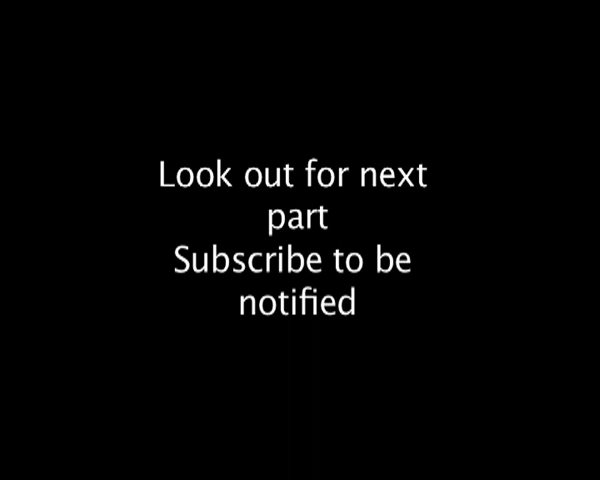 Look out for next
part
Subscribe to be
notified